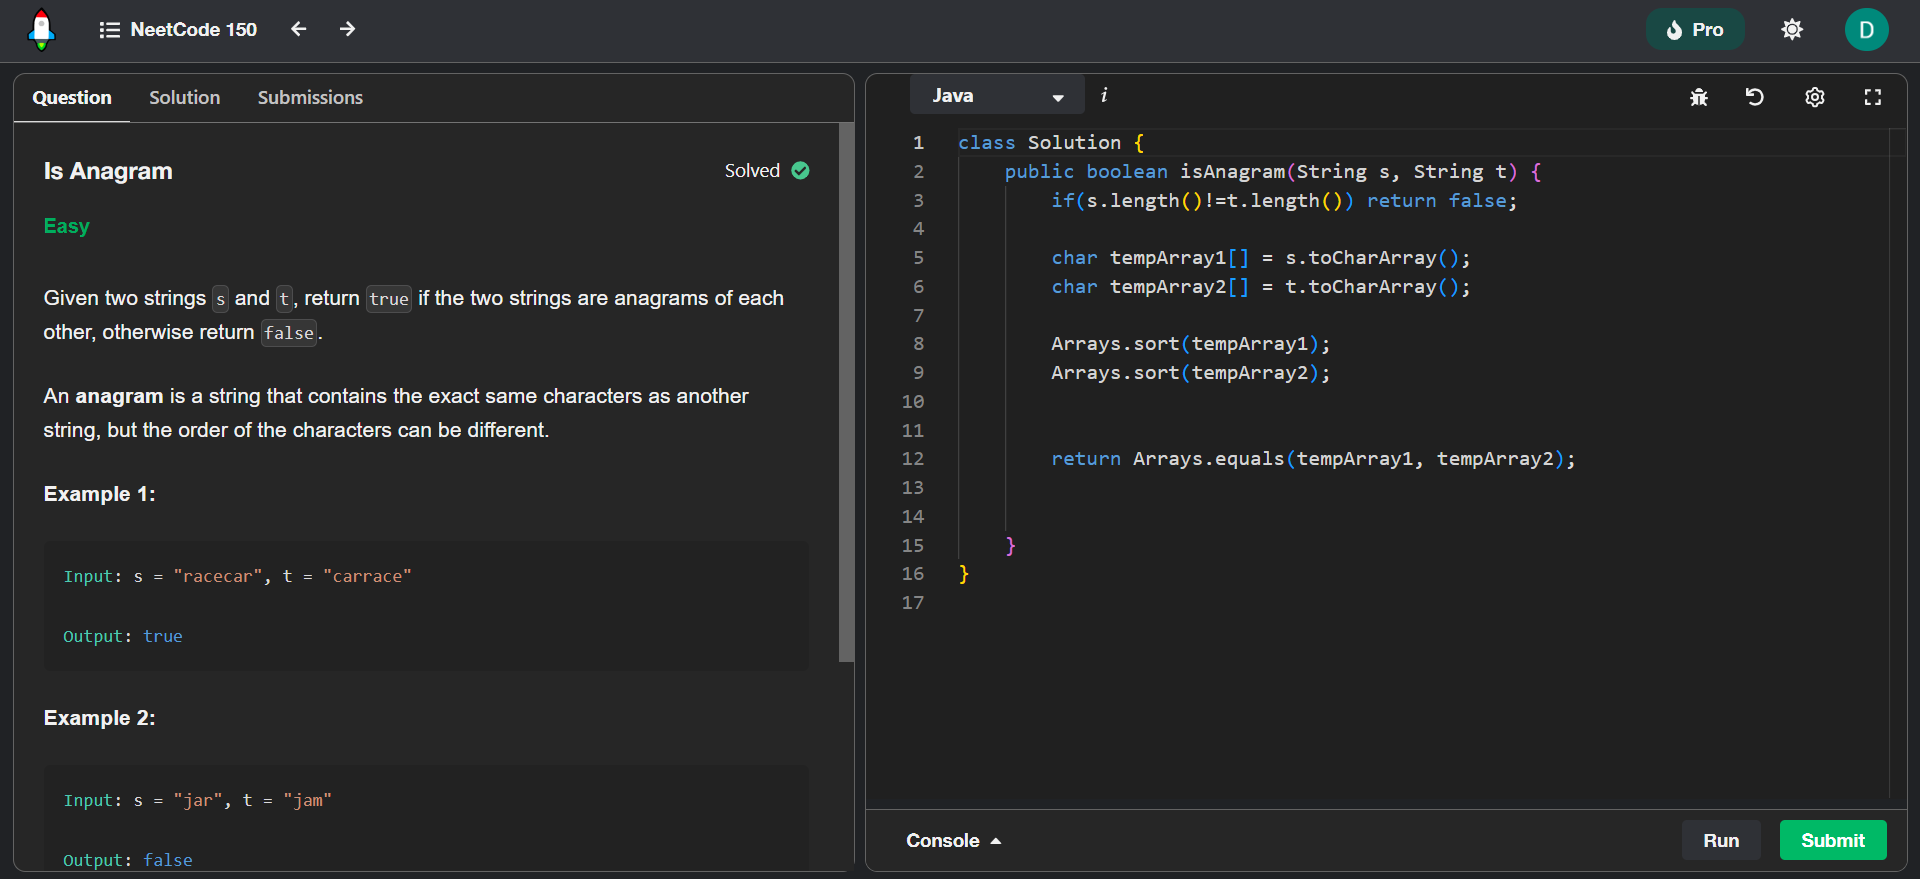 NeetCode 150
Pro
D
Question Solution Submissions
Is Anagram
Solved
Easy
Given two strings s and t, return true if the two strings are anagrams of each
other, otherwise return false.
An anagram is a string that contains the exact same characters as another
string, but the order of the characters can be different.
Example 1:
Input: s = "racecar", t = "carrace"
Output: true
Example 2:
Input: s = "jar", t = "jam"
Output: false
Java
i
1 class Solution {
2     public boolean isAnagram(String s, String t) {
3         if(s.length()!=t.length()) return false;
4
5         char tempArray1[] = s.toCharArray();
6         char tempArray2[] = t.toCharArray();
7
8         Arrays.sort(tempArray1);
9         Arrays.sort(tempArray2);
10
11
12         return Arrays.equals(tempArray1, tempArray2);
13
14
15     }
16 }
17
Console
Run
Submit